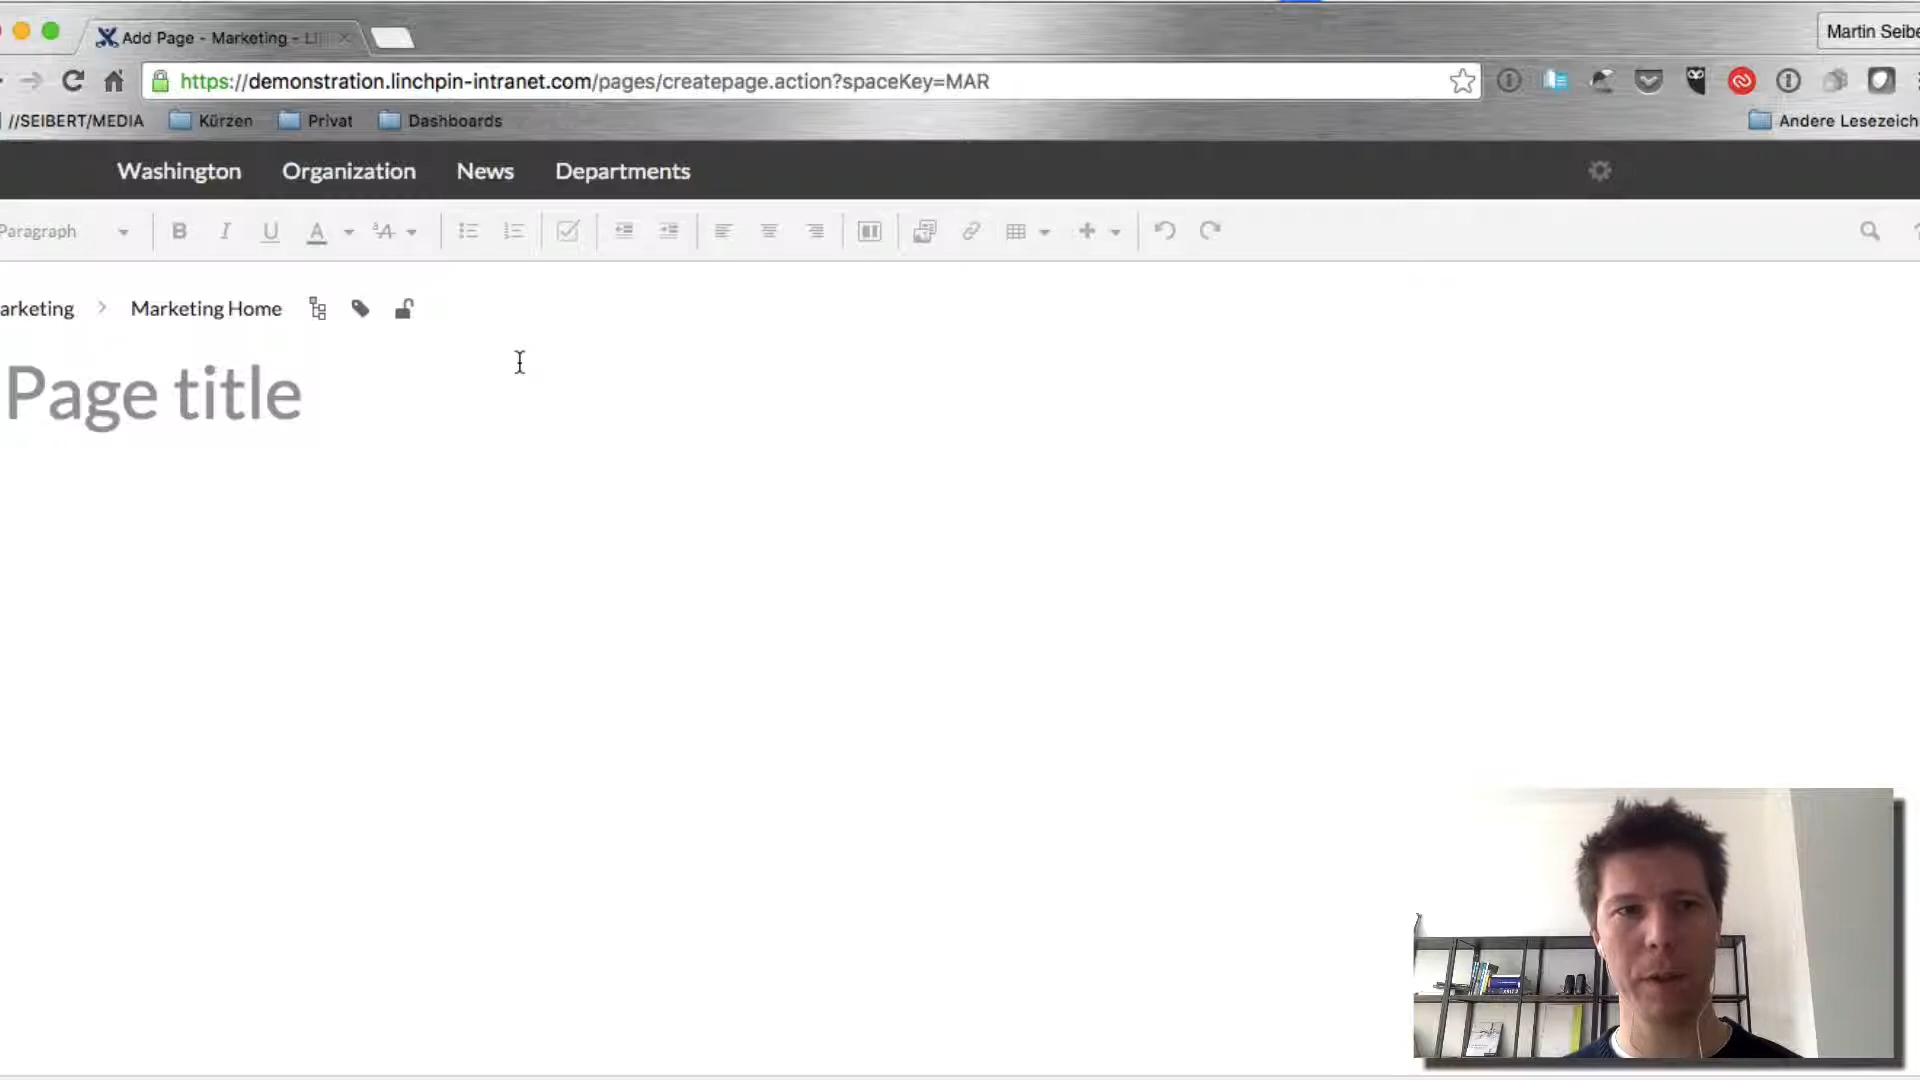 Add Page - Marketing - Li
Martin Seibe
https://demonstration.linchpin-intranet.com/pages/createpage.action?spaceKey=MAR
//SEIBERT/MEDIA Kürzen Privat Dashboards Andere Lesezeich
Washington Organization News Departments
Paragraph B I U A A
arketing > Marketing Home
Page title